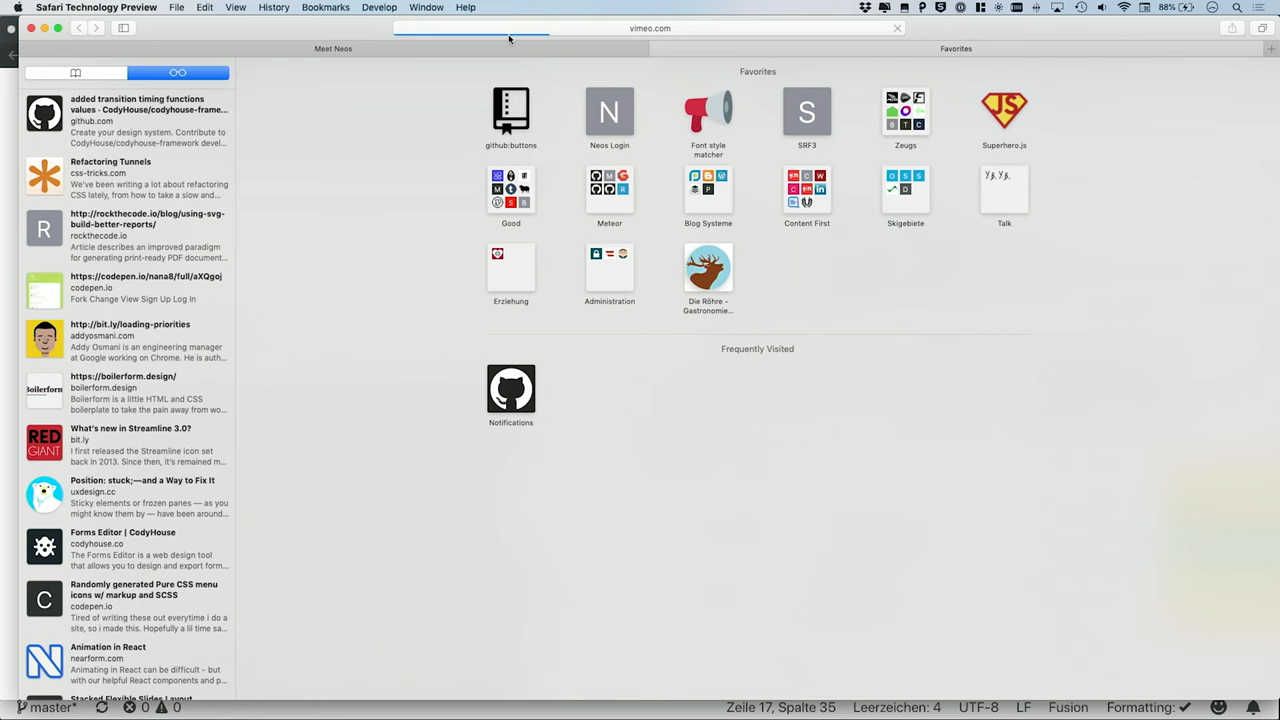 Safari Technology Preview File Edit View History Bookmarks Develop Window Help
88%
vimeo.com
Meet Neos
Favorites
added transition timing functions
values · CodyHouse/codyhouse-frame...
github.com
Create your design system. Contribute to
CodyHouse/codyhouse-framework devel...
Refactoring Tunnels
css-tricks.com
We've been writing a lot about refactoring
CSS lately, from how to take a slow and...
R
http://rockthecode.io/blog/using-svg-
build-better-reports/
rockthecode.io
Article describes an improved paradigm
for generating print-ready PDF document...
https://codepen.io/nana8/full/aXQgoj
codepen.io
Fork Change View Sign Up Log In
http://bit.ly/loading-priorities
addyosmani.com
Addy Osmani is an engineering manager
at Google working on Chrome. He is auth...
Boilerform
https://boilerform.design/
boilerform.design
Boilerform is a little HTML and CSS
boilerplate to take the pain away from wo...
RED
GIANT
What's new in Streamline 3.0?
bit.ly
I first released the Streamline icon set
back in 2013. Since then, it's remained m...
Position: stuck;—and a Way to Fix It
uxdesign.cc
Sticky elements or frozen panes — as you
might know them by — have been around...
Forms Editor | CodyHouse
codyhouse.co
The Forms Editor is a web design tool
that allows you to design and export form...
C
Randomly generated Pure CSS menu
icons w/ markup and SCSS
codepen.io
Tired of writing these out everytime i do a
site, so i made this. Hopefully a lil time sa...
Animation in React
nearform.com
Animating in React can be difficult - but
with our helpful React components and p...
Stacked Flexible Slides Layout
Favorites
N
S
JS
github:buttons
Neos Login
Font style
matcher
SRF3
Zeugs
Superhero.js
Good
Meteor
Blog Systeme
Content First
Skigebiete
Talk
Erziehung
Administration
Die Röhre -
Gastronomie...
Frequently Visited
Notifications
master* 0 0 Zeile 17, Spalte 35 Leerzeichen: 4 UTF-8 LF Fusion Formatting: